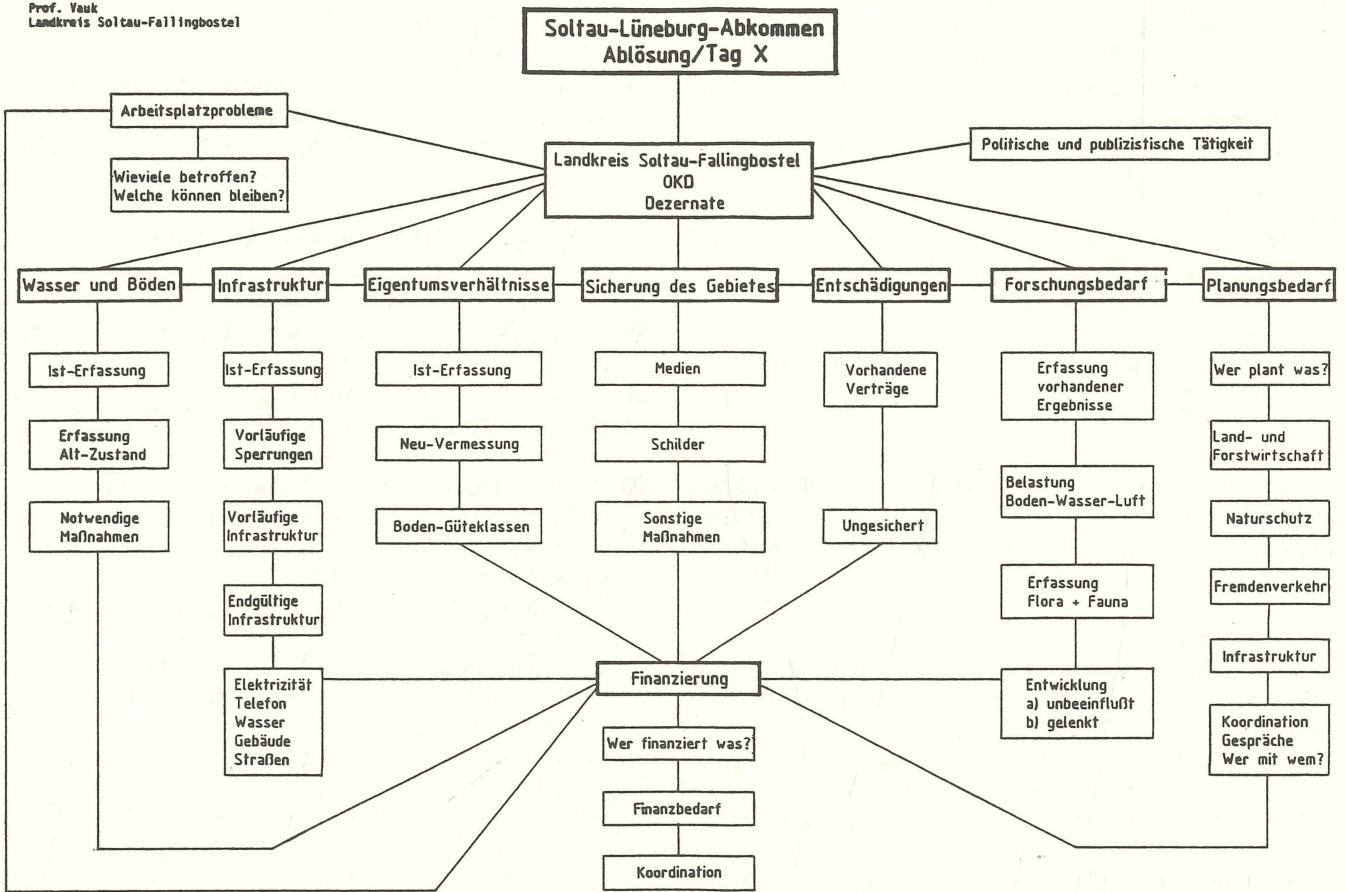 Prof. Vauk
Landkreis Soltau-Fallingbostel
Soltau-Lüneburg-Abkommen
Ablösung/Tag X
Arbeitsplatzprobleme
Wieviele betroffen?
Welche können bleiben?
Landkreis Soltau-Fallingbostel
OKD
Dezernate
Politische und publizistische Tätigkeit
Wasser und Böden
Infrastruktur
Eigentumsverhältnisse
Sicherung des Gebietes
Entschädigungen
Forschungsbedarf
Planungsbedarf
Ist-Erfassung
Erfassung
Alt-Zustand
Notwendige
Maßnahmen
Ist-Erfassung
Vorläufige
Sperrungen
Vorläufige
Infrastruktur
Endgültige
Infrastruktur
Elektrizität
Telefon
Wasser
Gebäude
Straßen
Ist-Erfassung
Neu-Vermessung
Boden-Güteklassen
Medien
Schilder
Sonstige
Maßnahmen
Vorhandene
Verträge
Ungesichert
Erfassung
vorhandener
Ergebnisse
Belastung
Boden-Wasser-Luft
Erfassung
Flora + Fauna
Entwicklung
a) unbeeinflußt
b) gelenkt
Wer plant was?
Land- und
Forstwirtschaft
Naturschutz
Fremdenverkehr
Infrastruktur
Koordination
Gespräche
Wer mit wem?
Finanzierung
Wer finanziert was?
Finanzbedarf
Koordination